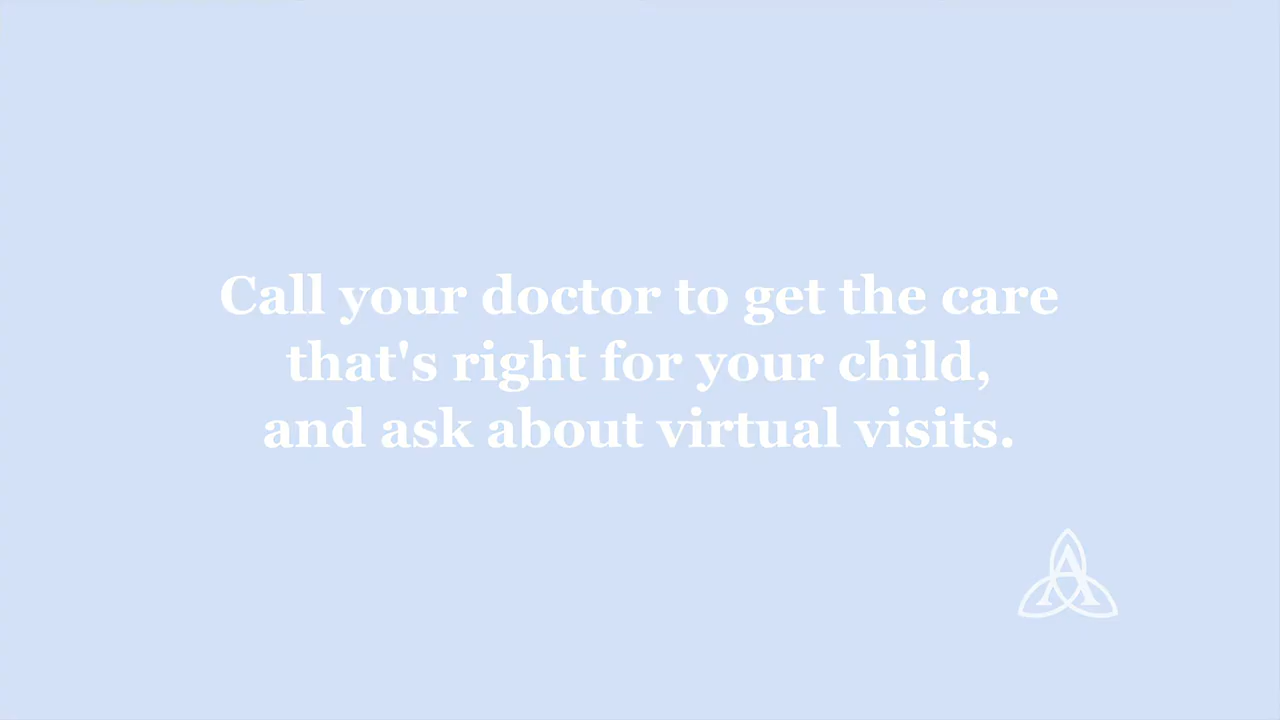 Call your doctor to get the care
that's right for your child,
and ask about virtual visits.
A